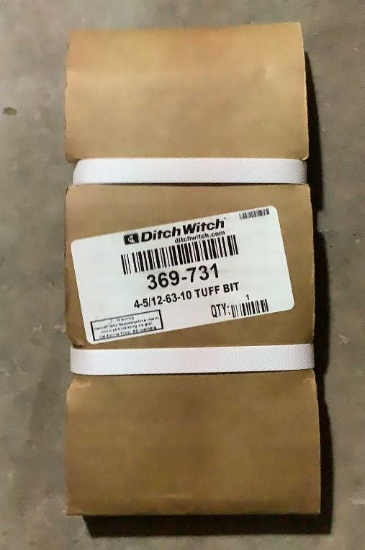 Ditch Witch®
ditchwitch.com
369-731
4-5/12-63-10 TUFF BIT
QTY: 1